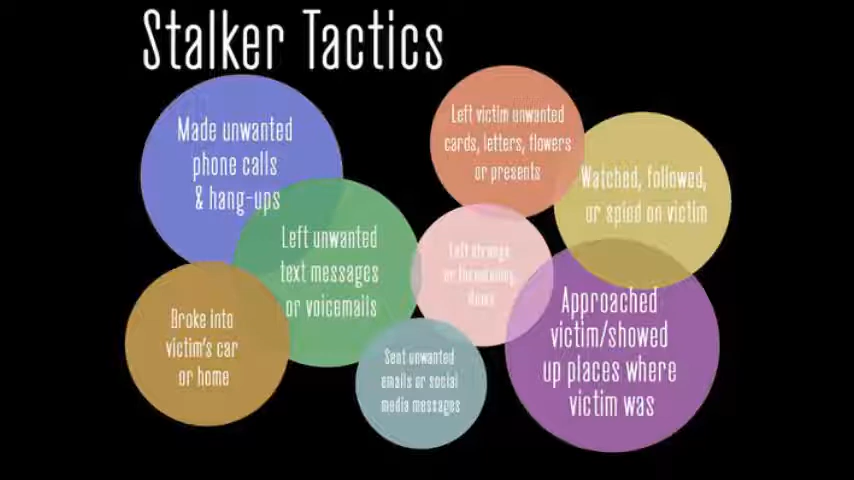 Stalker Tactics
Made unwanted
phone calls
& hang-ups
Left victim unwanted
cards, letters, flowers
or presents
Watched, followed,
or spied on victim
Left unwanted
text messages
or voicemails
Left strange
or threatening
items
Broke into
victim's car
or home
Sent unwanted
emails or social
media messages
Approached
victim/showed
up places where
victim was